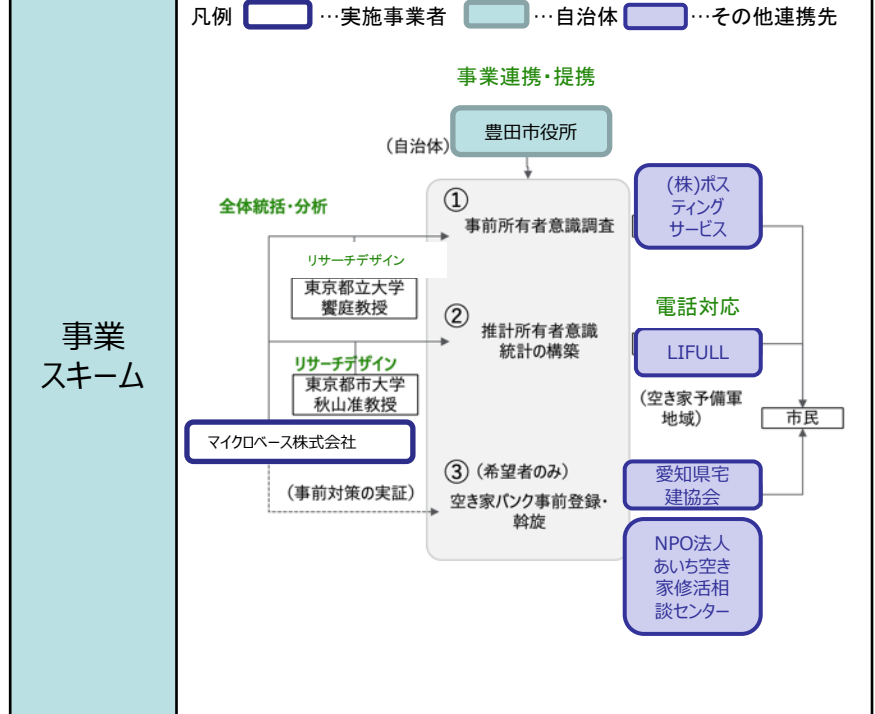 凡例 …実施事業者 …自治体 …その他連携先
事業連携・提携
豊田市役所
(自治体)
全体統括・分析
①
事前所有者意識調査
(株)ポス
ティング
サービス
リサーチデザイン
東京都立大学
饗庭教授
②
推計所有者意識
統計の構築
電話対応
LIFULL
リサーチデザイン
東京都市大学
秋山准教授
(空き家予備軍
地域)
市民
事業
スキーム
マイクロベース株式会社
(事前対策の実証)
③ (希望者のみ)
空き家バンク事前登録・
斡旋
愛知県宅
建協会
NPO法人
あいち空き
家修活相
談センター